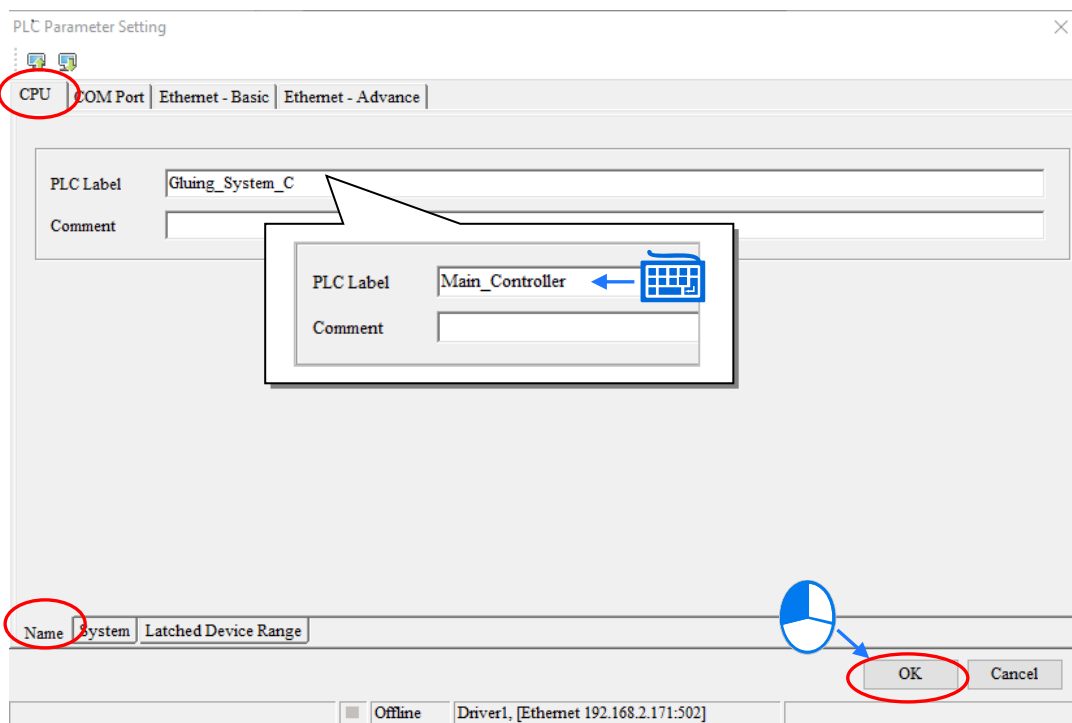 PLC Parameter Setting
CPU COM Port Ethernet - Basic Ethernet - Advance
PLC Label Gluing_System_C
Comment
PLC Label Main_Controller
Comment
Name System Latched Device Range
OK Cancel
Offline Driver1, [Ethernet 192.168.2.171:502]